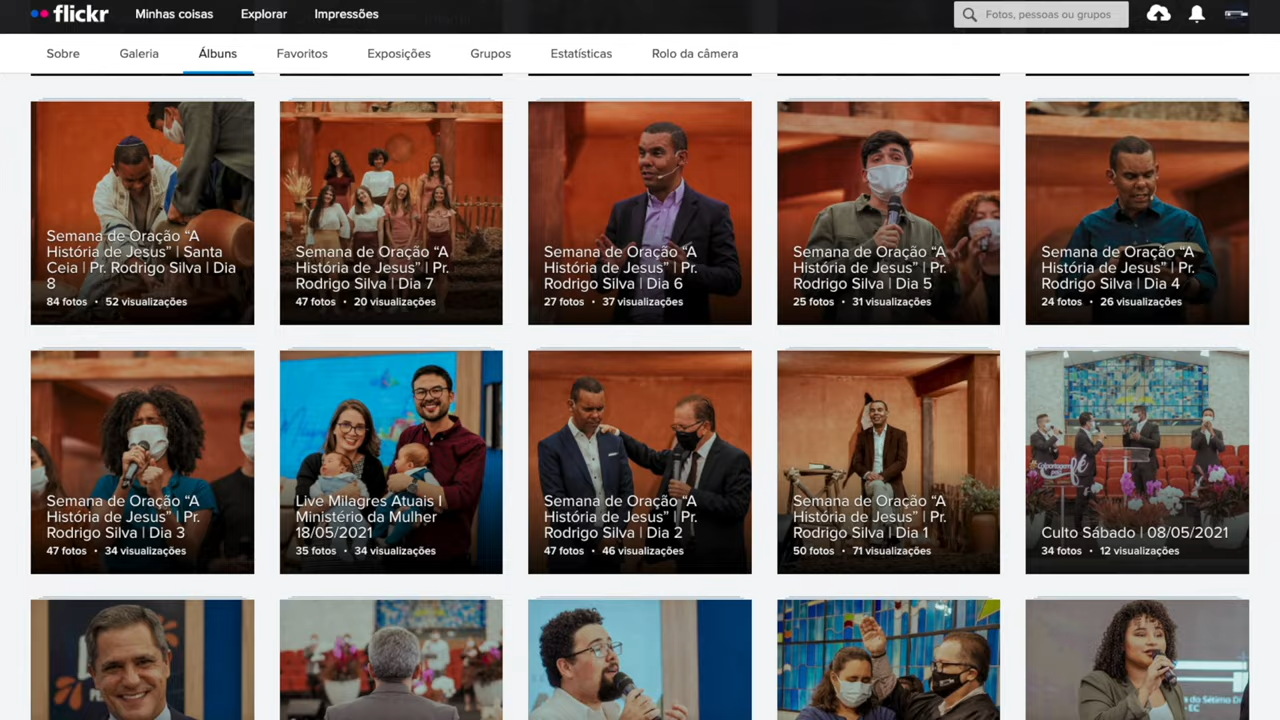 flickr Minhas coisas Explorar Impressões Fotos, pessoas ou grupos
Sobre Galeria Álbuns Favoritos Exposições Grupos Estatísticas Rolo da câmera
Semana de Oração “A
História de Jesus” | Santa
Ceia | Pr. Rodrigo Silva | Dia
8
84 fotos • 52 visualizações
Semana de Oração “A
História de Jesus” | Pr.
Rodrigo Silva | Dia 7
47 fotos • 20 visualizações
Semana de Oração “A
História de Jesus” | Pr.
Rodrigo Silva | Dia 6
27 fotos • 37 visualizações
Semana de Oração “A
História de Jesus” | Pr.
Rodrigo Silva | Dia 5
25 fotos • 31 visualizações
Semana de Oração “A
História de Jesus” | Pr.
Rodrigo Silva | Dia 4
24 fotos • 26 visualizações
Semana de Oração “A
História de Jesus” | Pr.
Rodrigo Silva | Dia 3
47 fotos • 34 visualizações
Live Milagres Atuais |
Ministério da Mulher
18/05/2021
35 fotos • 34 visualizações
Semana de Oração “A
História de Jesus” | Pr.
Rodrigo Silva | Dia 2
47 fotos • 46 visualizações
Semana de Oração “A
História de Jesus” | Pr.
Rodrigo Silva | Dia 1
50 fotos • 71 visualizações
fé
Culto Sábado | 08/05/2021
34 fotos • 12 visualizações
do Sétimo D
-EC